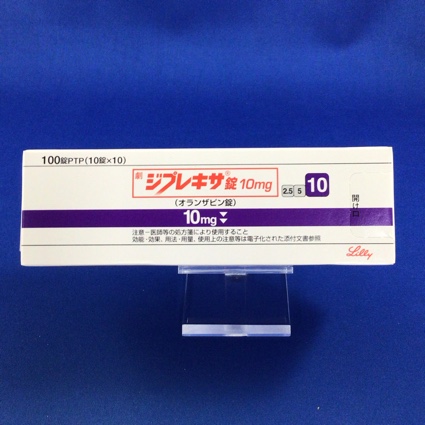 100錠PTP(10錠×10)
劇 ジプレキサ®錠10mg
2.5 5 10
(オランザピン錠)
開け口
10mg
注意-医師等の処方箋により使用すること
効能・効果、用法・用量、使用上の注意等は電子化された添付文書参照
Lilly